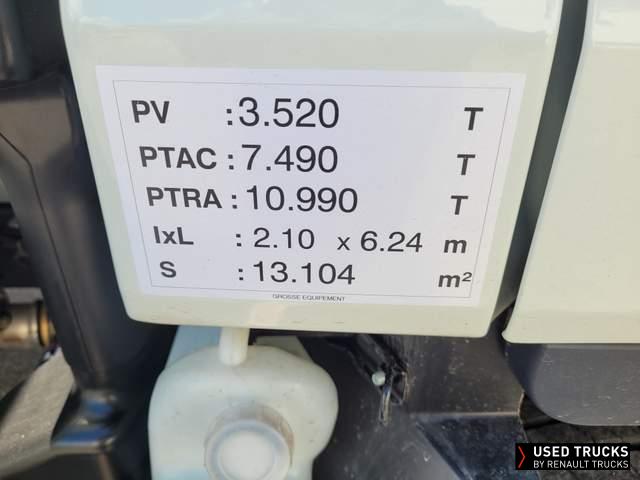 PV : 3.520 T
PTAC : 7.490 T
PTRA : 10.990 T
IxL : 2.10 x 6.24 m
S : 13.104 m²
GROSSE EQUIPEMENT
USED TRUCKS
BY RENAULT TRUCKS